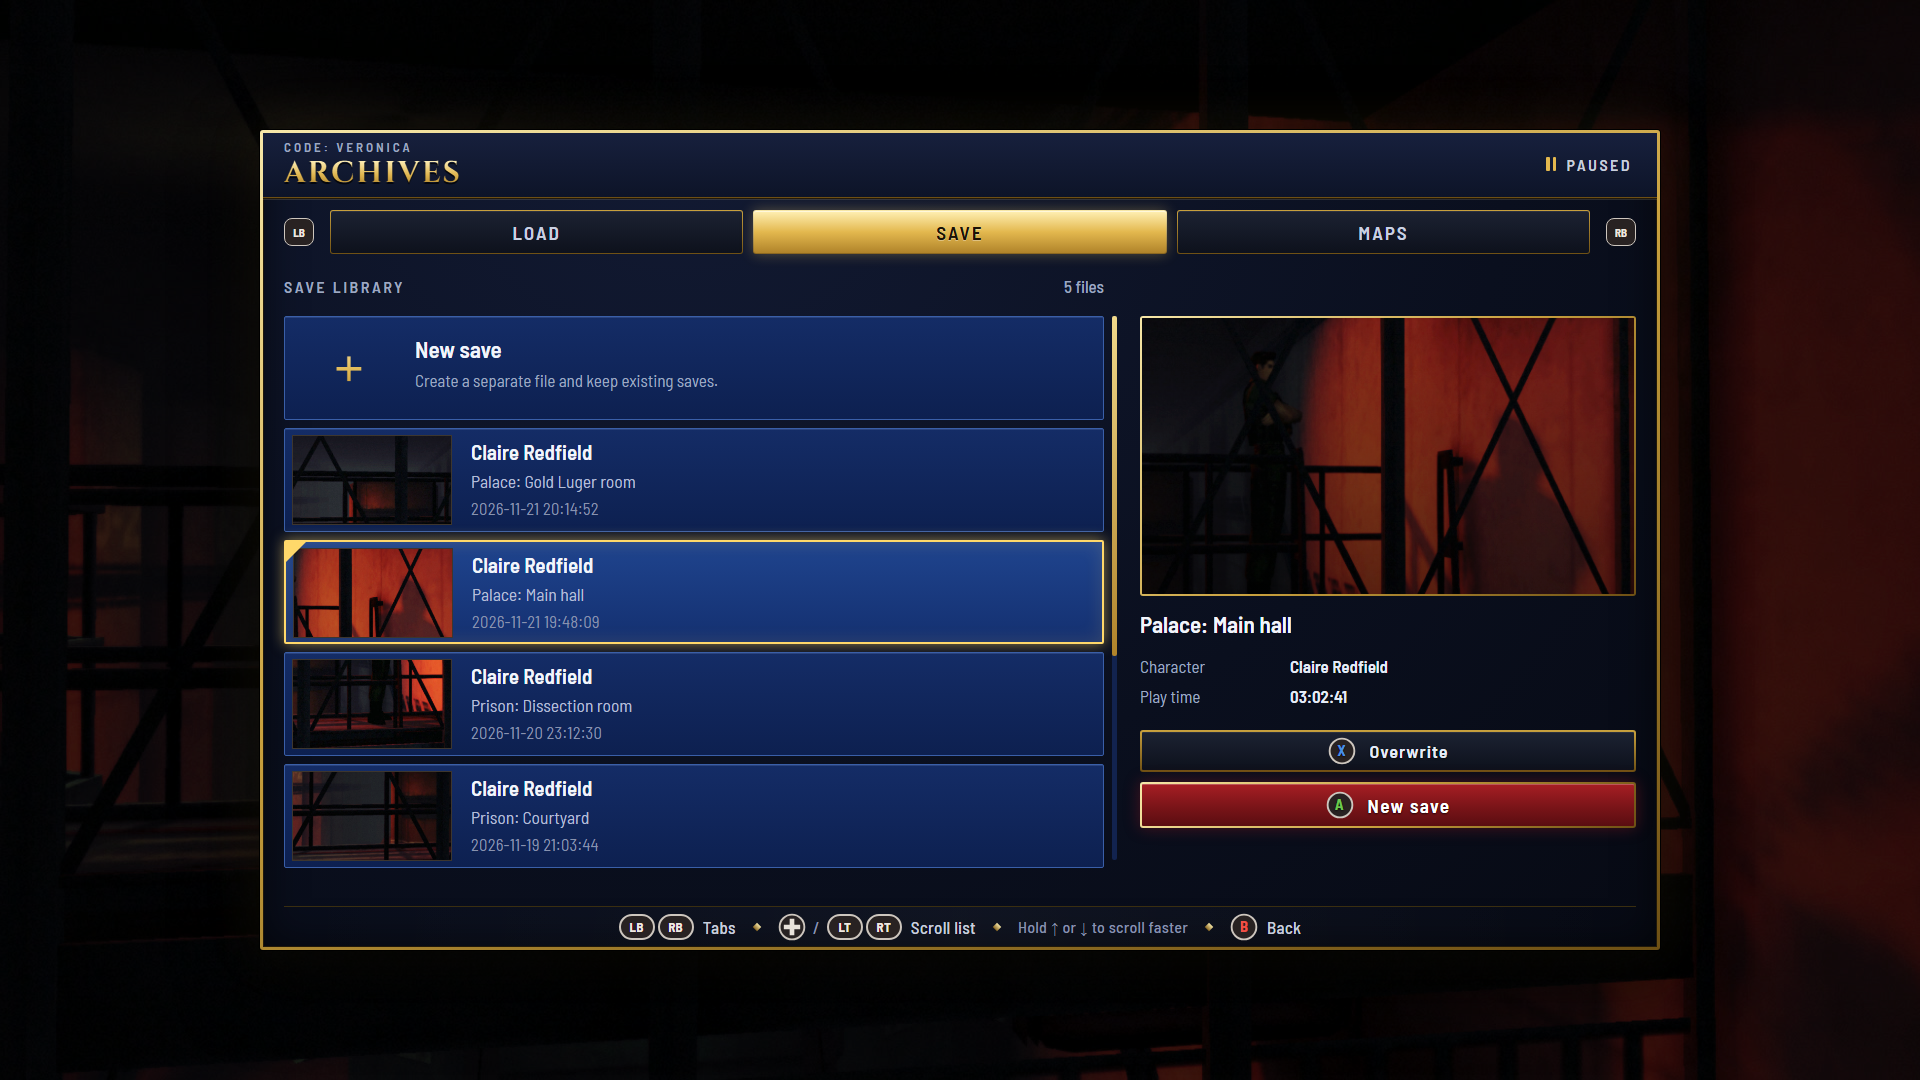 CODE: VERONICA
ARCHIVES
PAUSED
LB
LOAD
SAVE
MAPS
RB
SAVE LIBRARY
5 files
New save
Create a separate file and keep existing saves.
Claire Redfield
Palace: Gold Luger room
2026-11-21 20:14:52
Claire Redfield
Palace: Main hall
2026-11-21 19:48:09
Claire Redfield
Prison: Dissection room
2026-11-20 23:12:30
Claire Redfield
Prison: Courtyard
2026-11-19 21:03:44
Palace: Main hall
Character Claire Redfield
Play time 03:02:41
X Overwrite
A New save
LB RB Tabs ◆ / LT RT Scroll list ◆ Hold ↑ or ↓ to scroll faster ◆ B Back